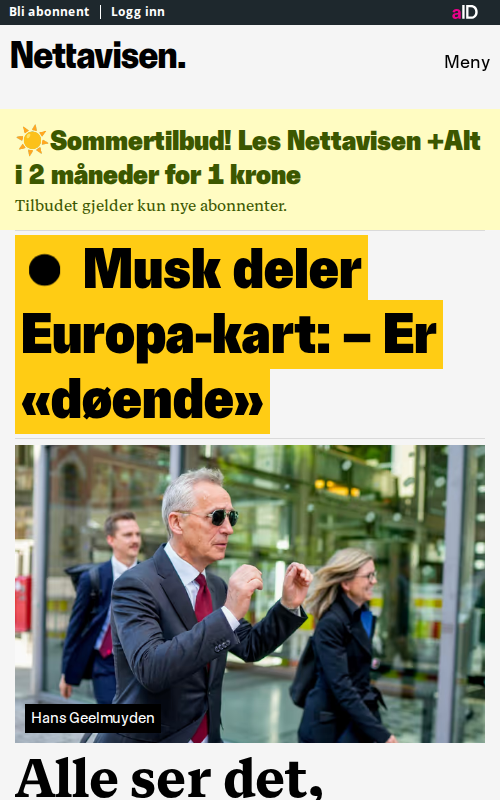 Bli abonnent
Logg inn
aID
Nettavisen.
Meny
☀️Sommertilbud! Les Nettavisen +Alt
i 2 måneder for 1 krone
Tilbudet gjelder kun nye abonnenter.
● Musk deler
Europa-kart: – Er
«døende»
Hans Geelmuyden
Alle ser det,